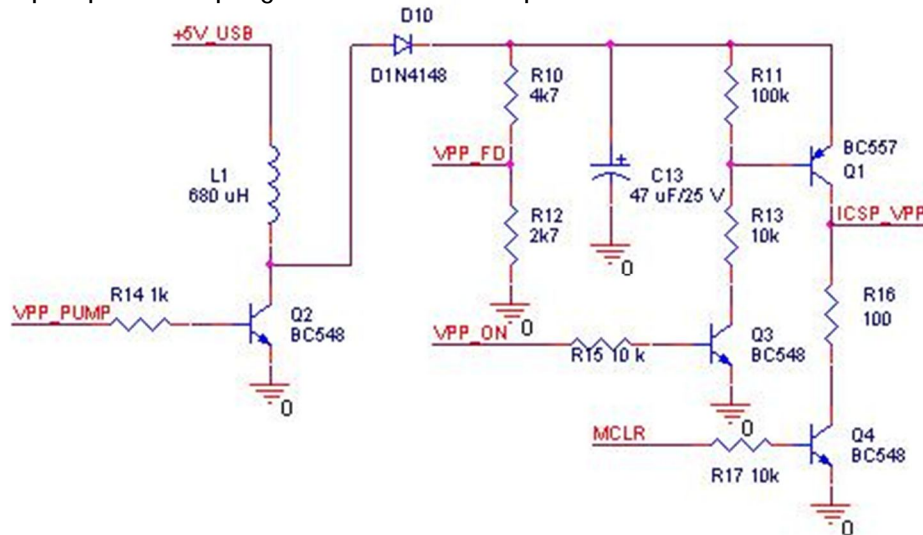 +5V_USB
D10
D1N4148
R10
4k7
R11
100k
VPP_FD
BC557
Q1
L1
680 uH
C13
47 uF/25 V
+
ICSP_VPP
R12
2k7
R13
10k
0
R14 1k
VPP_PUMP
Q2
BC548
R16
100
0
VPP_ON
R15 10 k
Q3
BC548
0
0
MCLR
Q4
BC548
R17 10k
0